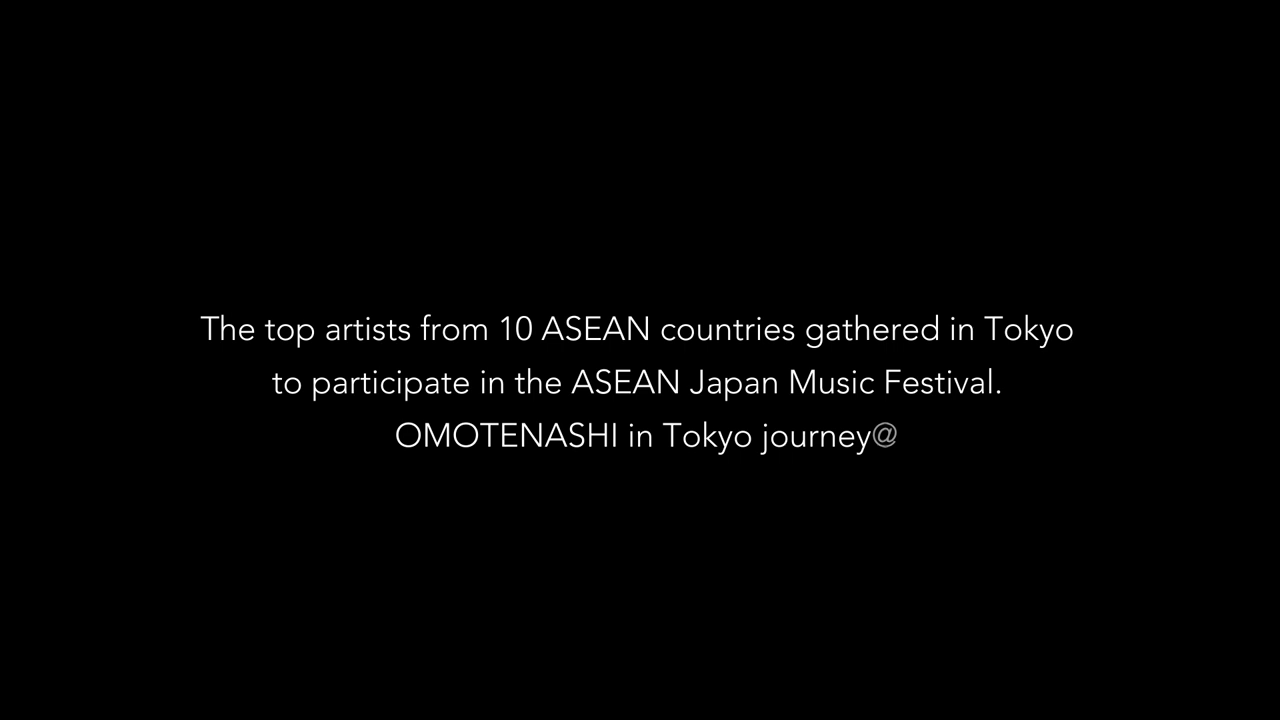 The top artists from 10 ASEAN countries gathered in Tokyo
to participate in the ASEAN Japan Music Festival.
OMOTENASHI in Tokyo journey@